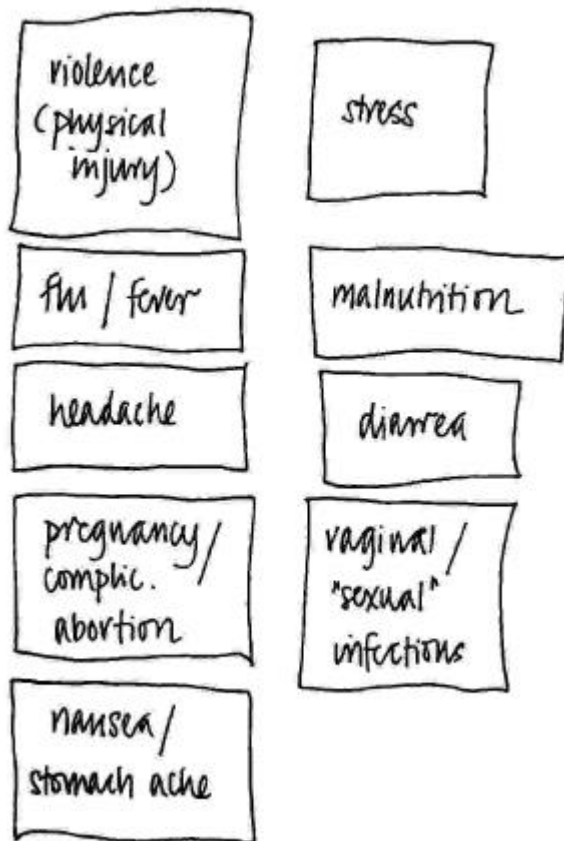 violence
(physical
injury)
flu / fever
headache
pregnancy /
complic.
abortion
nausea /
stomach ache
stress
malnutrition
diarrea
vaginal /
"sexual"
infections